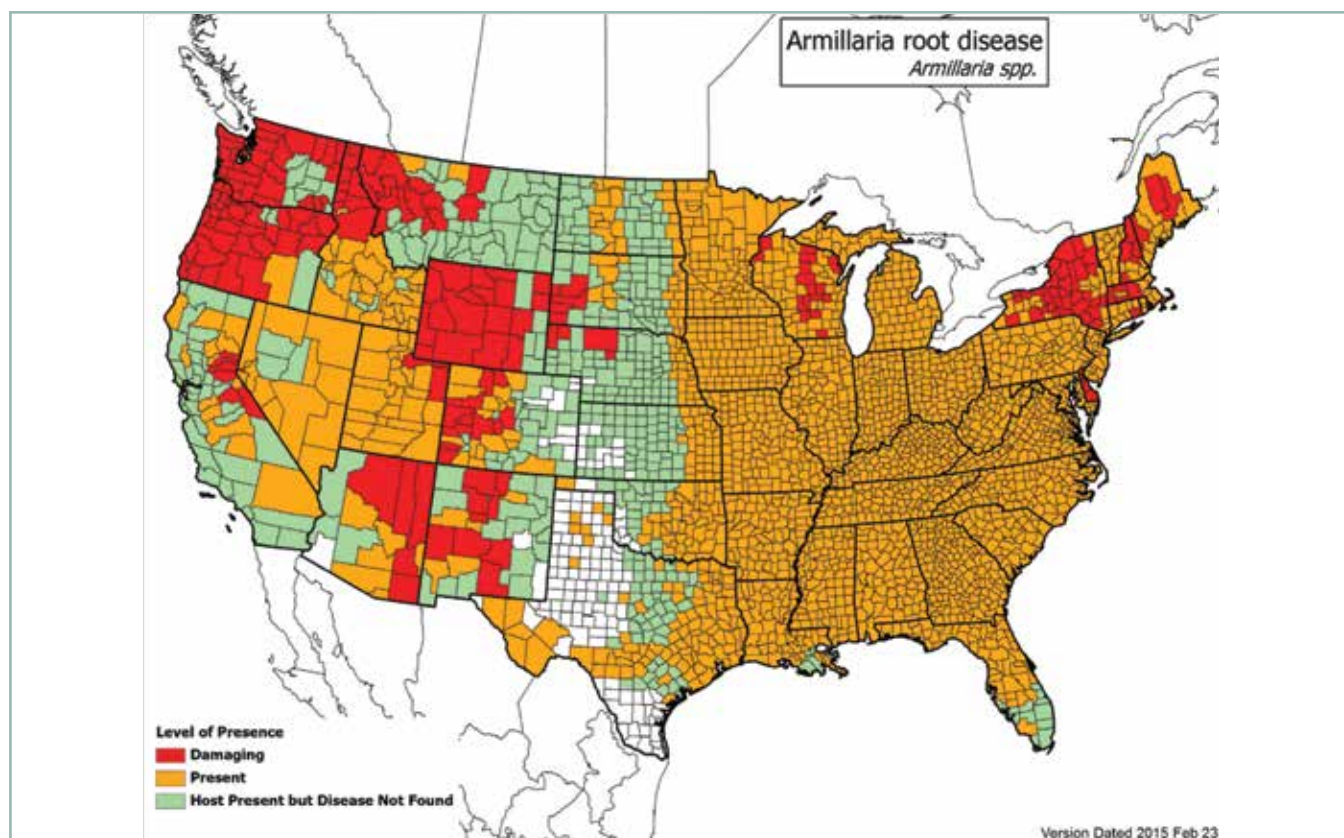 Armillaria root disease
Armillaria spp.
Level of Presence
Damaging
Present
Host Present but Disease Not Found
Version Dated 2015 Feb 23